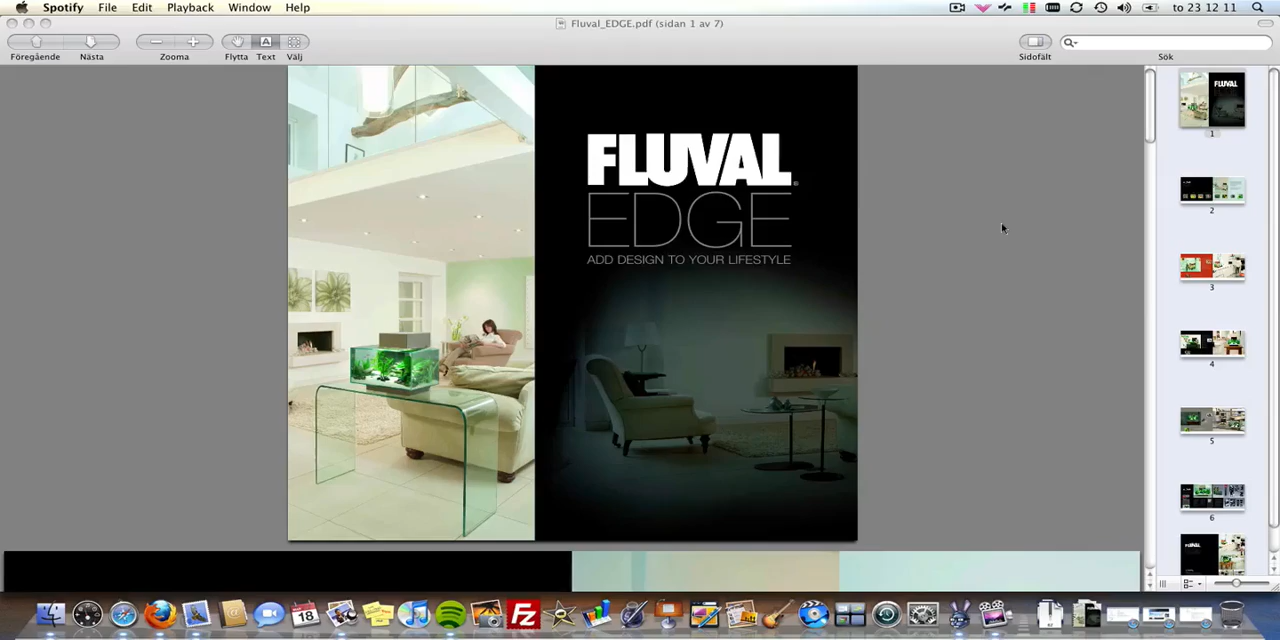 Spotify File Edit Playback Window Help to 23 12 11
Fluval_EDGE.pdf (sidan 1 av 7)
Föregående Nästa Zooma Flytta Text Välj Sidofält Sök
FLUVAL®
EDGE
ADD DESIGN TO YOUR LIFESTYLE
FLUVAL
1
2
3
4
5
6
18
Fz